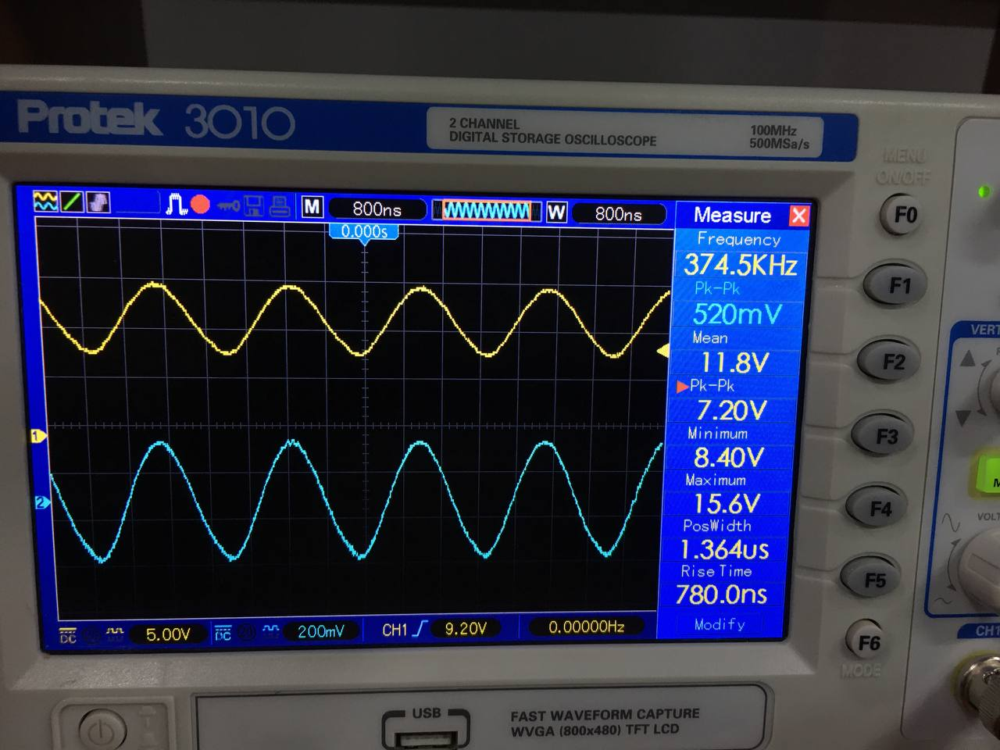 Protek 3010
2 CHANNEL
DIGITAL STORAGE OSCILLOSCOPE
100MHz
500MSa/s
MENU
ON/OFF
M
800ns
W
800ns
0.000s
Measure
X
Frequency
374.5KHz
Pk-Pk
520mV
Mean
11.8V
Pk-Pk
7.20V
Minimum
8.40V
Maximum
15.6V
PosWidth
1.364us
RiseTime
780.0ns
Modify
1
2
DC
5.00V
DC
200mV
CH1
9.20V
0.00000Hz
F0
F1
F2
F3
F4
F5
F6
MODE
VERT
M
VOLT
CH1
USB
FAST WAVEFORM CAPTURE
WVGA (800x480) TFT LCD